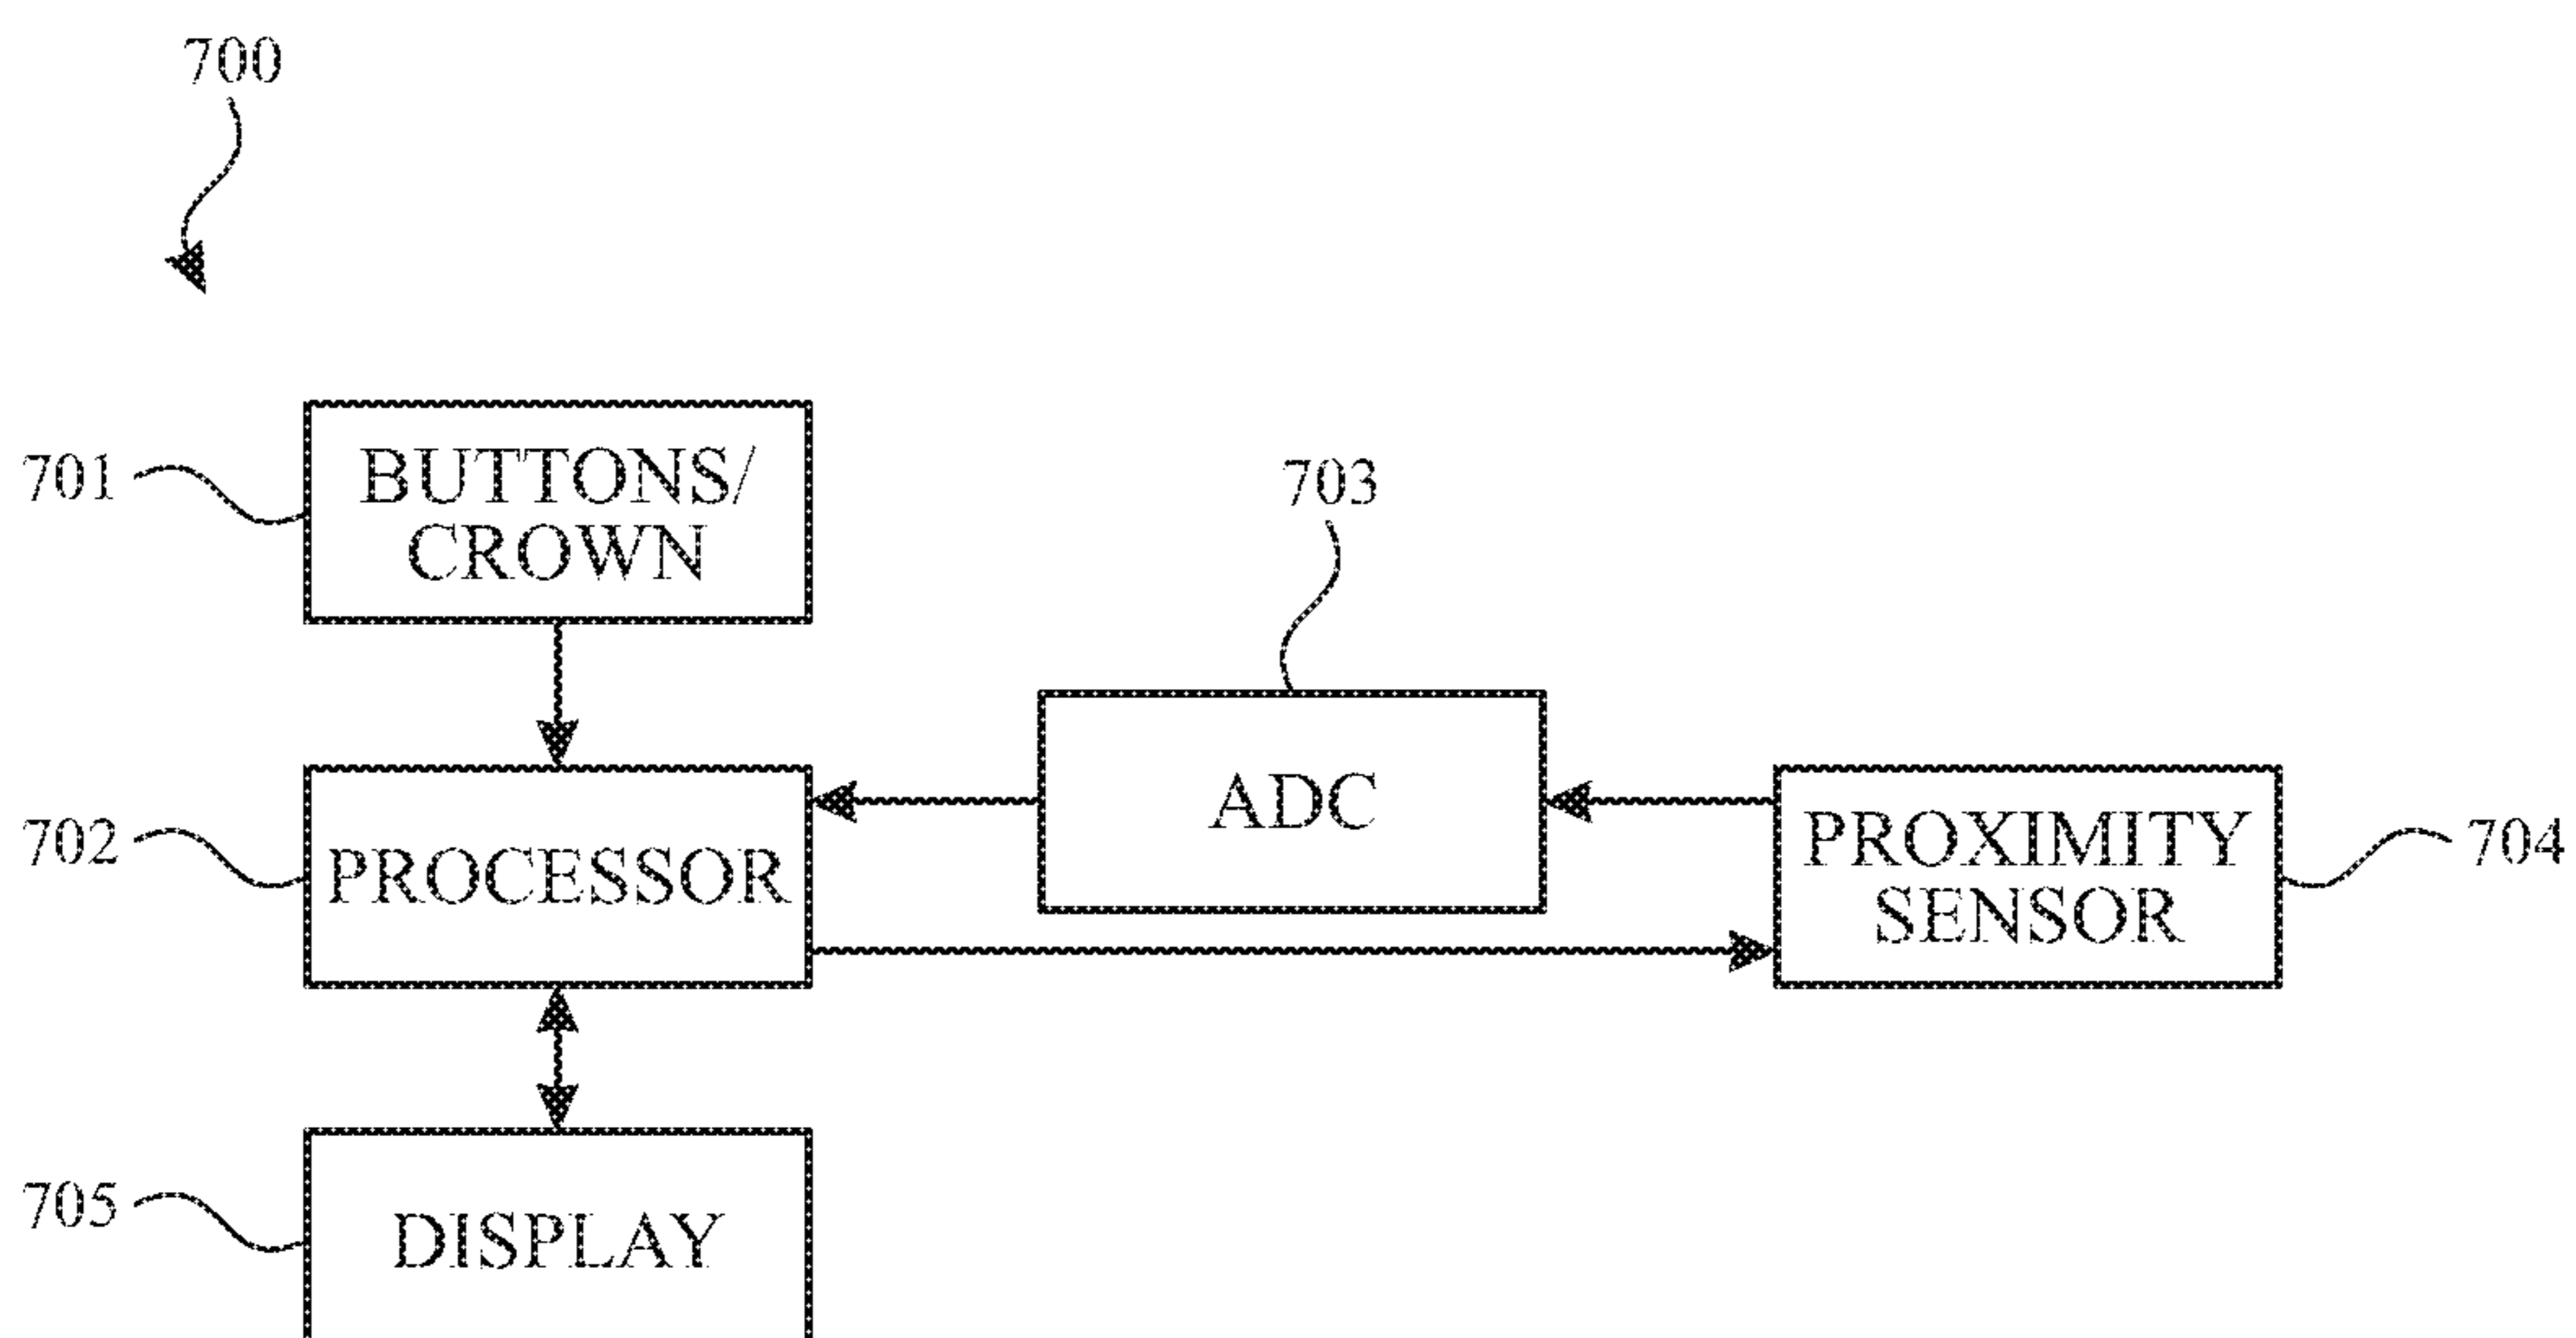 700
701
BUTTONS/
CROWN
703
702
PROCESSOR
ADC
PROXIMITY
SENSOR
704
705
DISPLAY